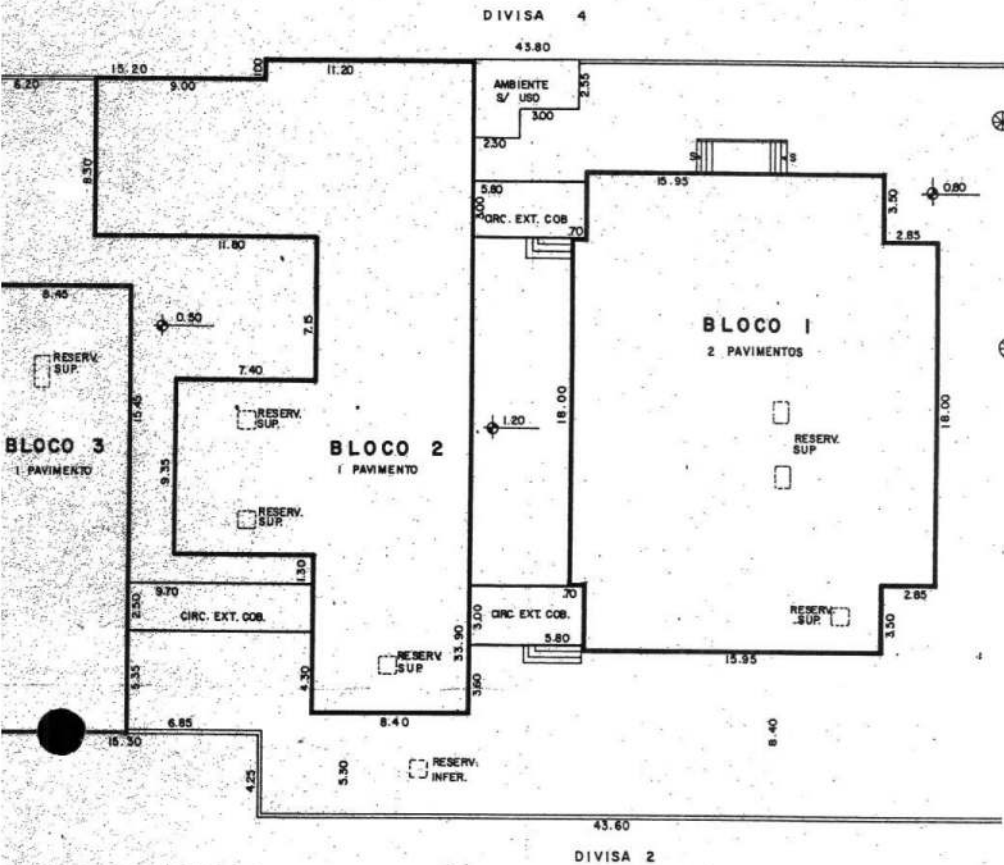 DIVISA 4
43.80
15.20
6.20
9.00
1.00
11.20
AMBIENTE
S/ USO
2.55
3.00
2.30
S
S
8.30
5.80
3.00
CIRC. EXT. COB
.70
15.95
3.50
0.80
2.85
11.80
8.45
0.50
7.15
RESERV.
SUP.
7.40
BLOCO 1
2 PAVIMENTOS
15.45
RESERV.
SUP.
1.20
18.00
18.00
BLOCO 3
1 PAVIMENTO
9.35
BLOCO 2
1 PAVIMENTO
RESERV.
SUP
RESERV.
SUP.
1.30
9.70
2.50
CIRC. EXT. COB.
.70
3.00
CIRC. EXT. COB.
5.80
RESERV.
SUP.
2.85
3.50
33.90
RESERV.
SUP
5.35
4.30
3.60
15.95
8.40
6.85
15.30
8.40
4.25
5.30
RESERV.
INFER.
43.60
DIVISA 2